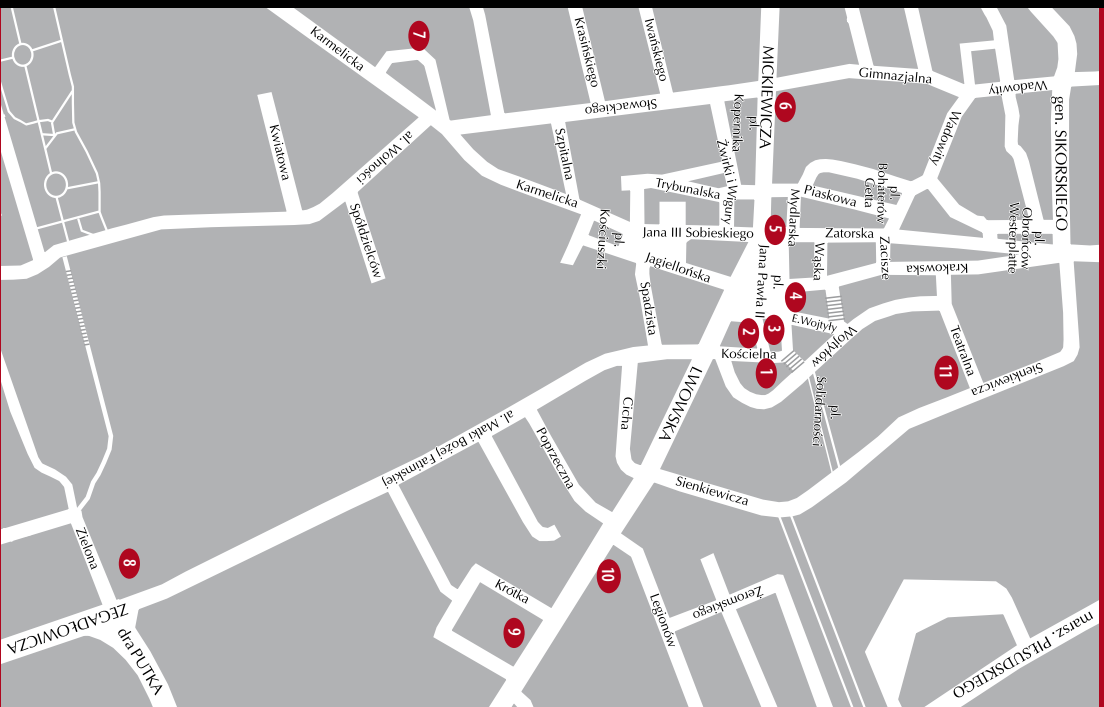 Karmelicka
7
Krasińskiego
Iwańskiego
MICKIEWICZA
6
Gimnazjalna
Wadowity
gen. SIKORSKIEGO
Słowackiego
pl.
Kopernika
Kwiatowa
al. Wolności
Szpitalna
Żwirki i Wigury
Wadowity
Karmelicka
Trybunalska
Mydlarska
Piaskowa
pl.
Bohaterów
Getta
Spółdzielców
pl.
Kościuszki
Jana III Sobieskiego
5
Zatorska
Zacisze
pl.
Obrońców
Westerplatte
Jagiellońska
Wąska
Krakowska
pl.
Jana Pawła II
4
Spadzista
E.Wojtyły
2
3
Wojtyłów
Teatralna
Kościelna
1
11
Sienkiewicza
pl.
Solidarności
LWOWSKA
Cicha
al. Matki Bożej Fatimskiej
Poprzeczna
Sienkiewicza
Zielona
8
10
Krótka
Żeromskiego
Legionów
9
ZEGADŁOWICZA
dra PUTKA
marsz. PIŁSUDSKIEGO